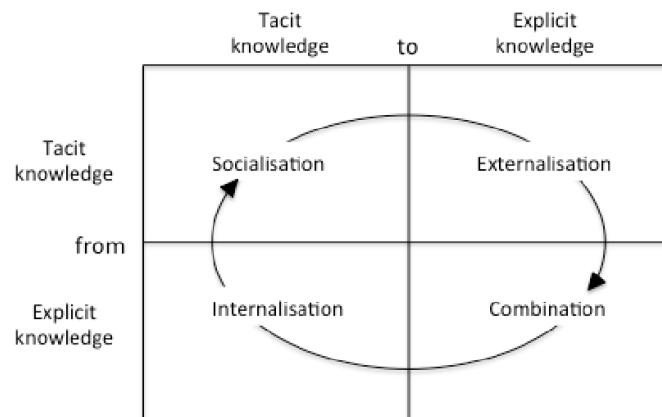 Tacit
knowledge
to
Explicit
knowledge
Tacit
knowledge
Socialisation
Externalisation
from
Explicit
knowledge
Internalisation
Combination